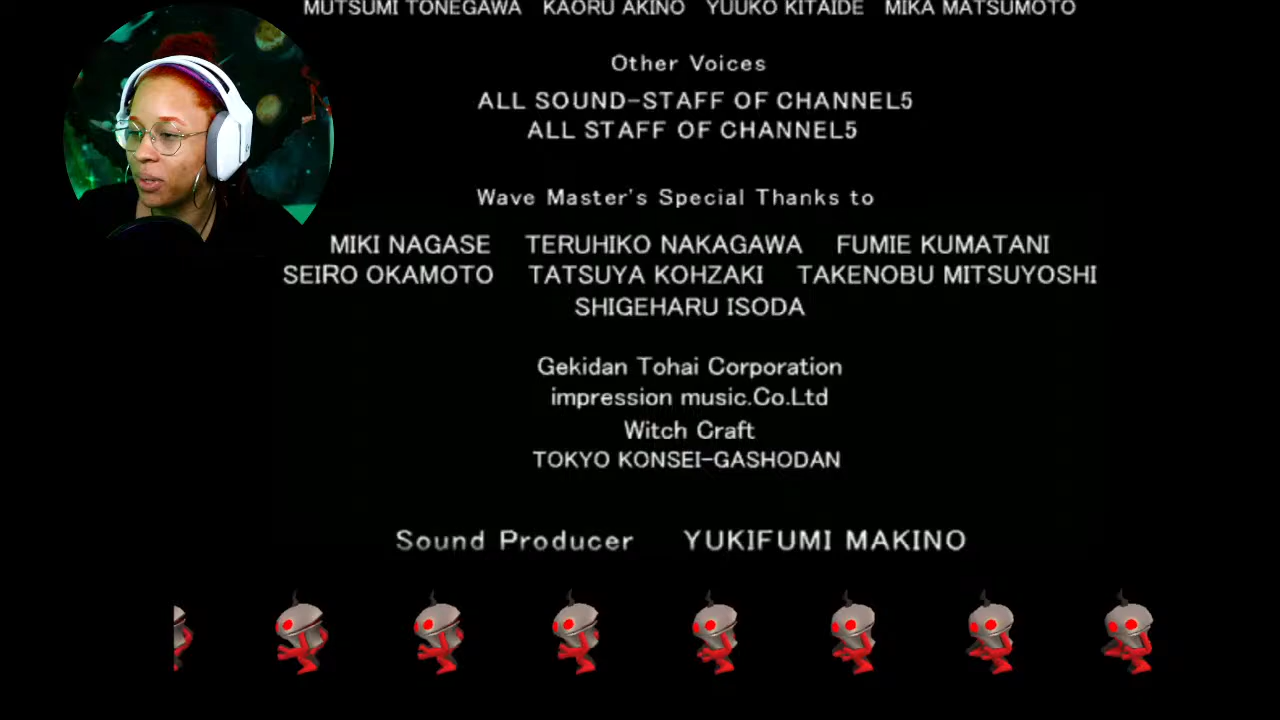 MUTSUMI TONEGAWA KAORU AKINO YUUKO KITAIDE MIKA MATSUMOTO
Other Voices
ALL SOUND-STAFF OF CHANNEL5
ALL STAFF OF CHANNEL5
Wave Master's Special Thanks to
MIKI NAGASE TERUHIKO NAKAGAWA FUMIE KUMATANI
SEIRO OKAMOTO TATSUYA KOHZAKI TAKENOBU MITSUYOSHI
SHIGEHARU ISODA
Gekidan Tohai Corporation
impression music.Co.Ltd
Witch Craft
TOKYO KONSEI-GASHODAN
Sound Producer YUKIFUMI MAKINO